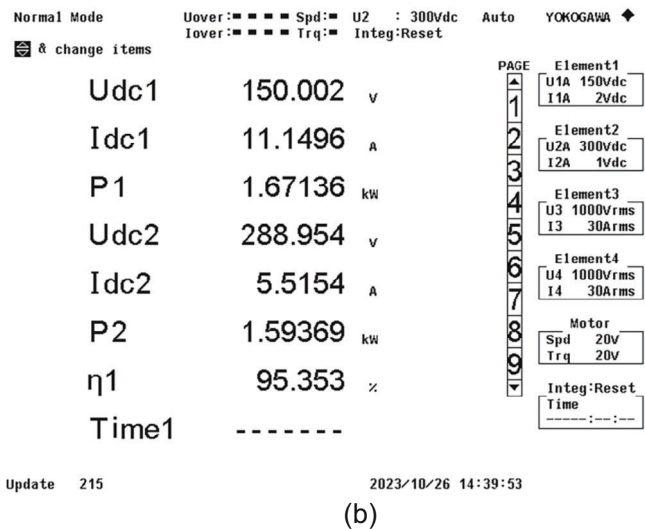 Normal Mode
Uover:■ ■ ■ ■ Spd:■ U2 : 300Vdc Auto YOKOGAWA ◆
Iover:■ ■ ■ ■ Trq:■ Integ:Reset
& change items
Udc1 150.002 V
Idc1 11.1496 A
P1 1.67136 kW
Udc2 288.954 V
Idc2 5.5154 A
P2 1.59369 kW
η1 95.353 %
Time1 -------
PAGE
1
2
3
4
5
6
7
8
9
Element1
U1A 150Vdc
I1A 2Vdc
Element2
U2A 300Vdc
I2A 1Vdc
Element3
U3 1000Vrms
I3 30Arms
Element4
U4 1000Vrms
I4 30Arms
Motor
Spd 20V
Trq 20V
Integ:Reset
Time
-----:--:--
Update 215
2023/10/26 14:39:53
(b)